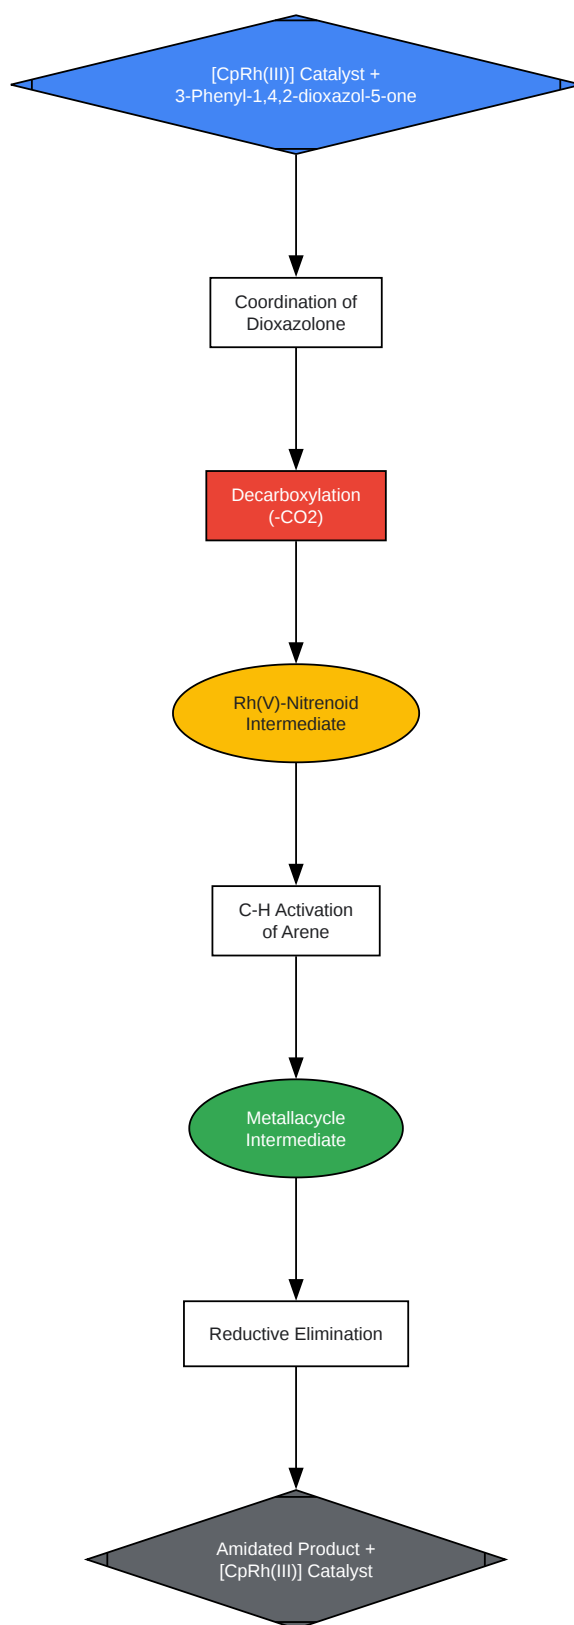 [CpRh(III)] Catalyst +
3-Phenyl-1,4,2-dioxazol-5-one
Coordination of
Dioxazolone
Decarboxylation
(-CO2)
Rh(V)-Nitrenoid
Intermediate
C-H Activation
of Arene
Metallacycle
Intermediate
Reductive Elimination
Amidated Product +
[CpRh(III)] Catalyst